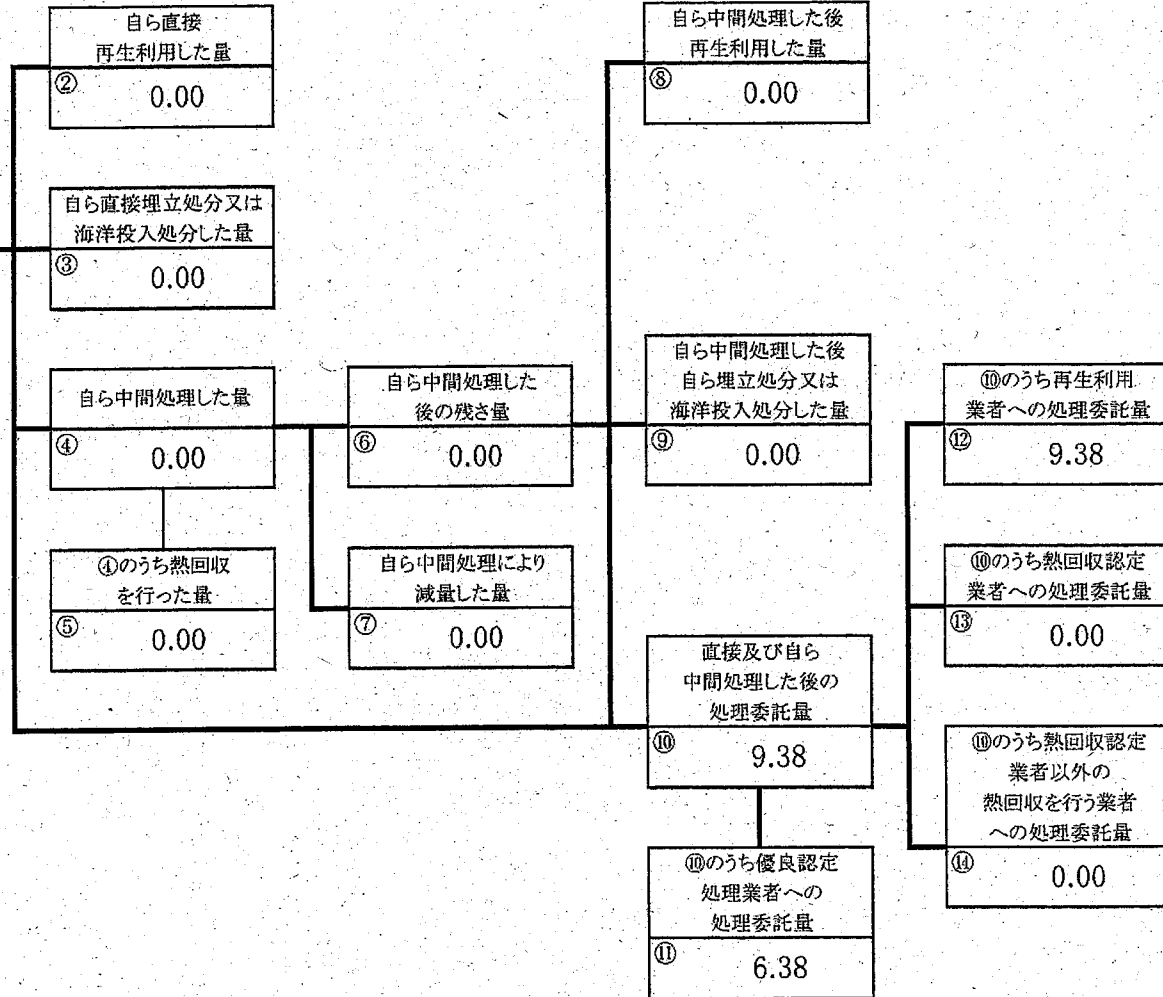 自ら直接
再生利用した量
② 0.00
自ら直接埋立処分又は
海洋投入処分した量
③ 0.00
自ら中間処理した量
④ 0.00
④のうち熱回収
を行った量
⑤ 0.00
自ら中間処理した
後の残さ量
⑥ 0.00
自ら中間処理により
減量した量
⑦ 0.00
自ら中間処理した後
再生利用した量
⑧ 0.00
自ら中間処理した後
自ら埋立処分又は
海洋投入処分した量
⑨ 0.00
直接及び自ら
中間処理した後の
処理委託量
⑩ 9.38
⑩のうち優良認定
処理業者への
処理委託量
⑪ 6.38
⑩のうち再生利用
業者への処理委託量
⑫ 9.38
⑩のうち熱回収認定
業者への処理委託量
⑬ 0.00
⑩のうち熱回収認定
業者以外の
熱回収を行う業者
への処理委託量
⑭ 0.00